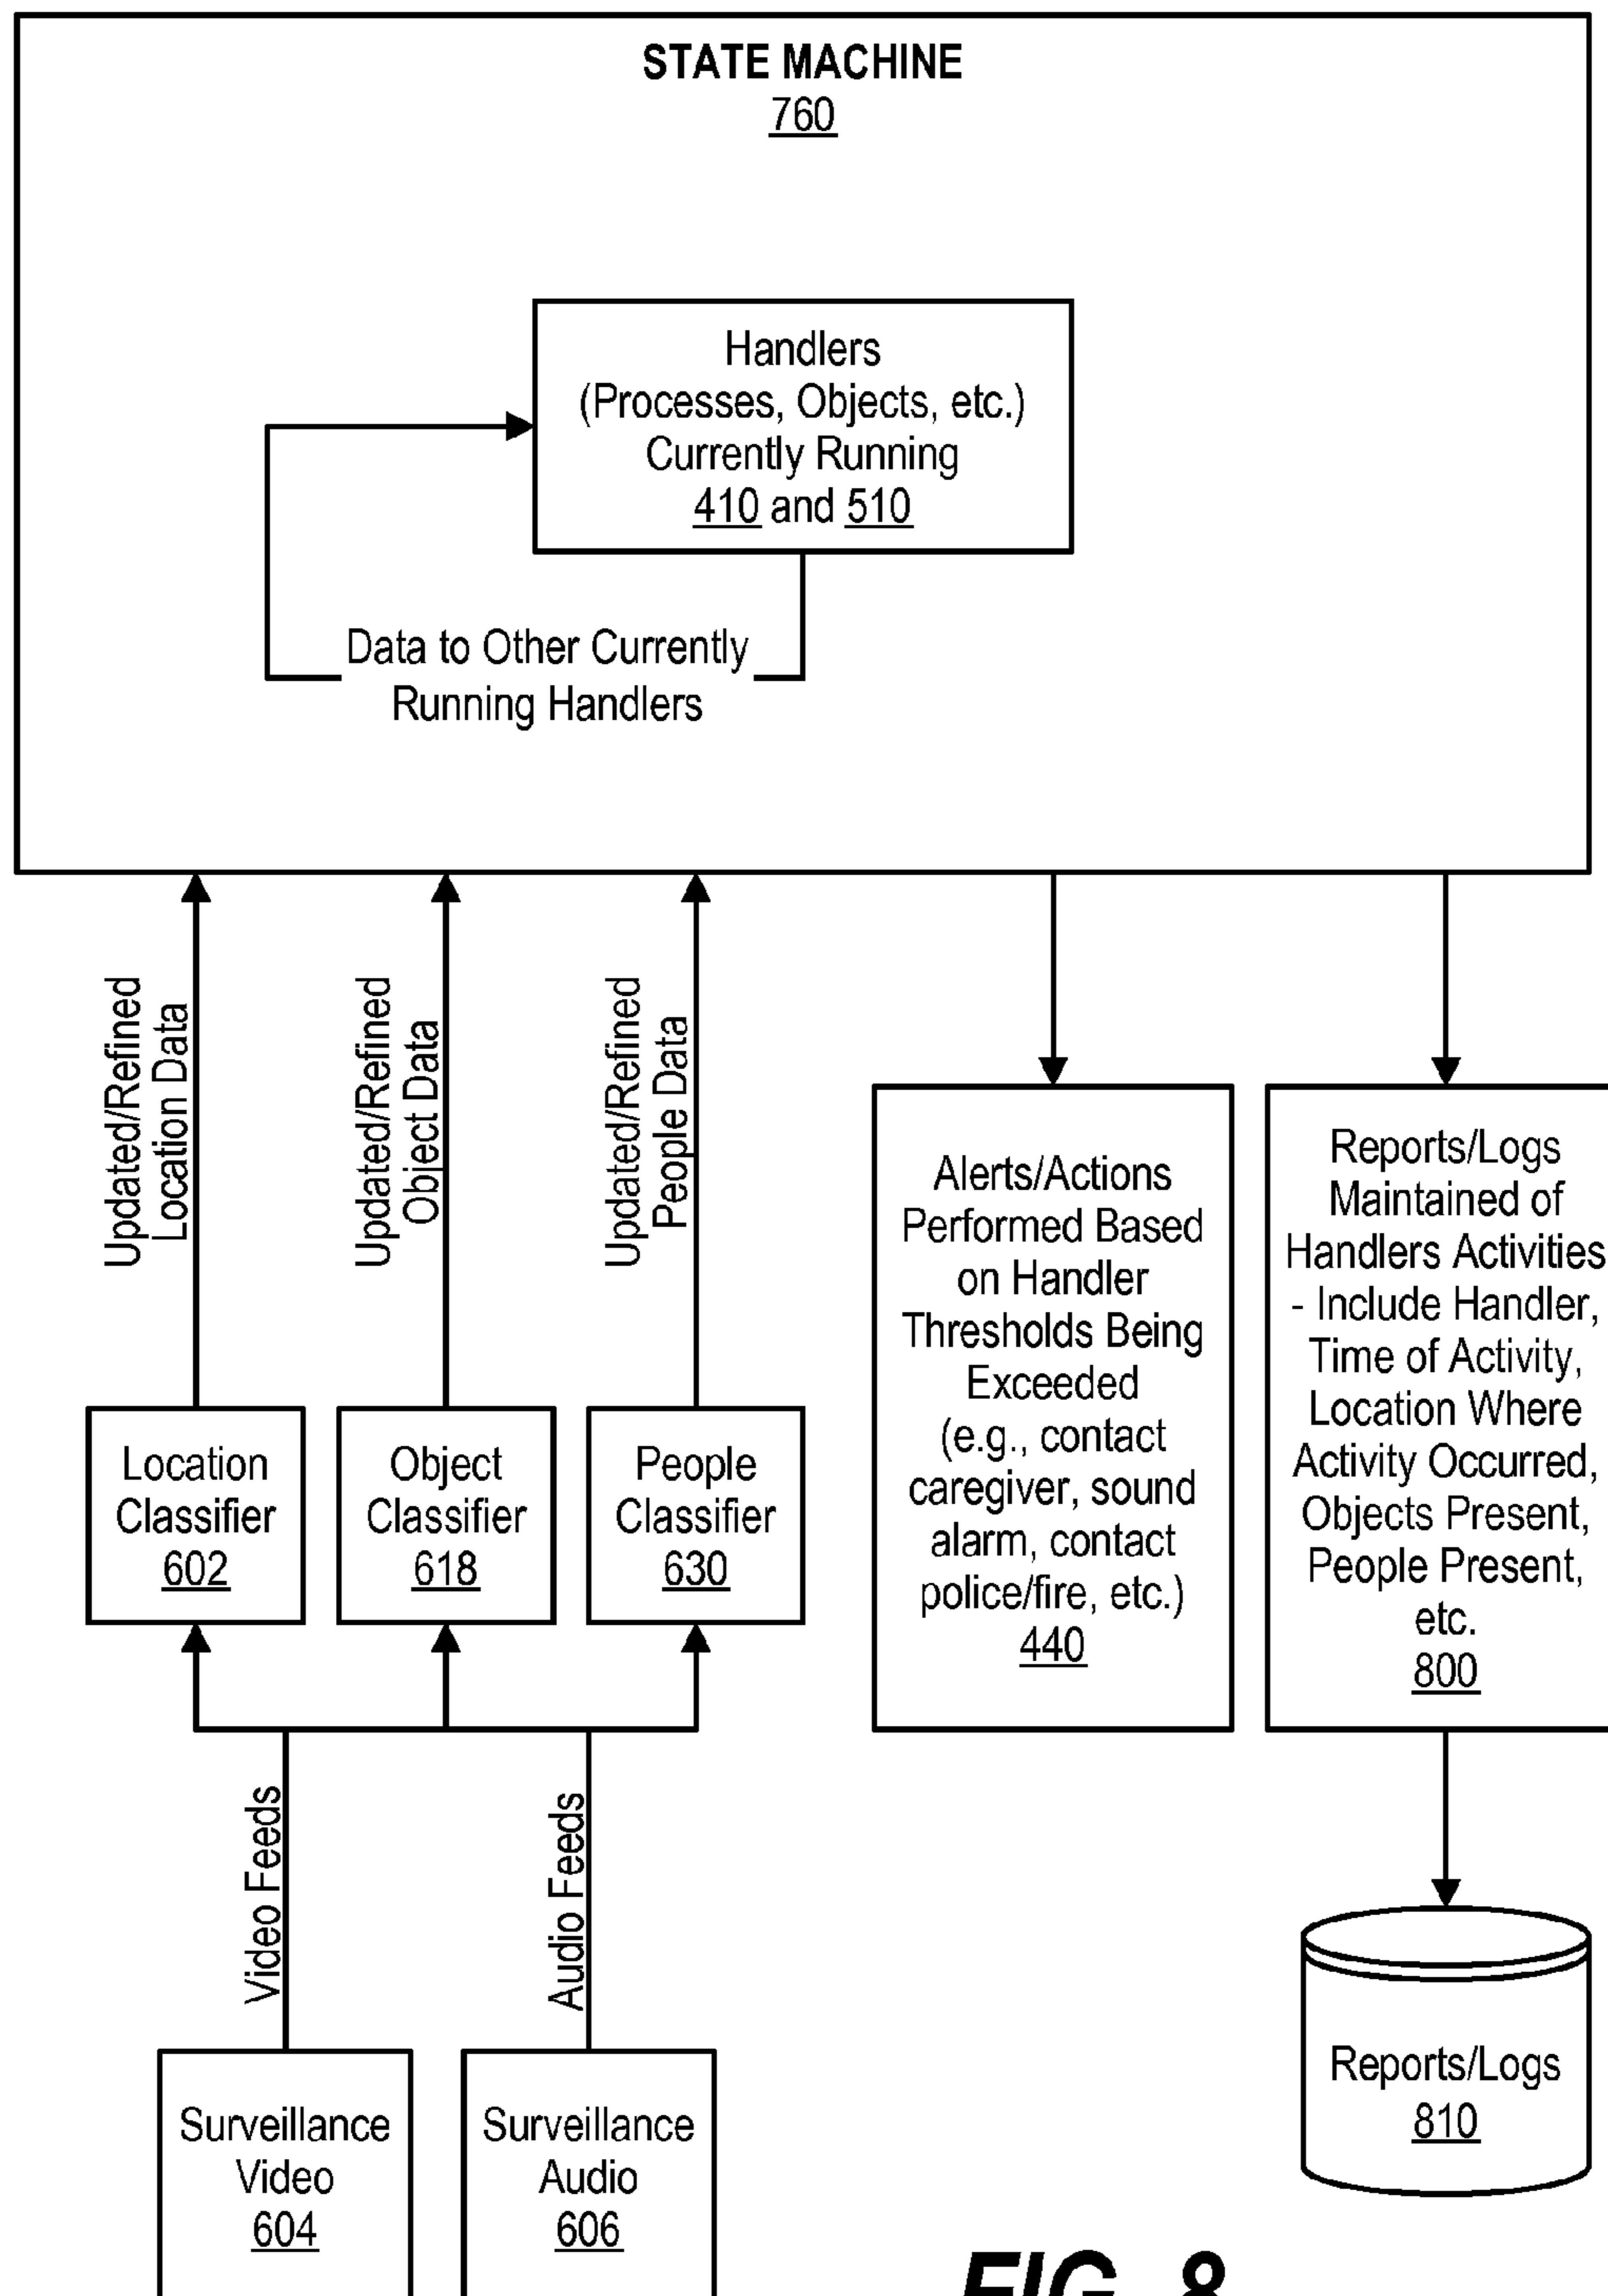 STATE MACHINE
760
Handlers
(Processes, Objects, etc.)
Currently Running
410 and 510
Data to Other Currently
Running Handlers
Updated/Refined
Location Data
Updated/Refined
Object Data
Updated/Refined
People Data
Location
Classifier
602
Object
Classifier
618
People
Classifier
630
Alerts/Actions
Performed Based
on Handler
Thresholds Being
Exceeded
(e.g., contact
caregiver, sound
alarm, contact
police/fire, etc.)
440
Reports/Logs
Maintained of
Handlers Activities
- Include Handler,
Time of Activity,
Location Where
Activity Occurred,
Objects Present,
People Present,
etc.
800
Video Feeds
Audio Feeds
Surveillance
Video
604
Surveillance
Audio
606
Reports/Logs
810
FIG. 8